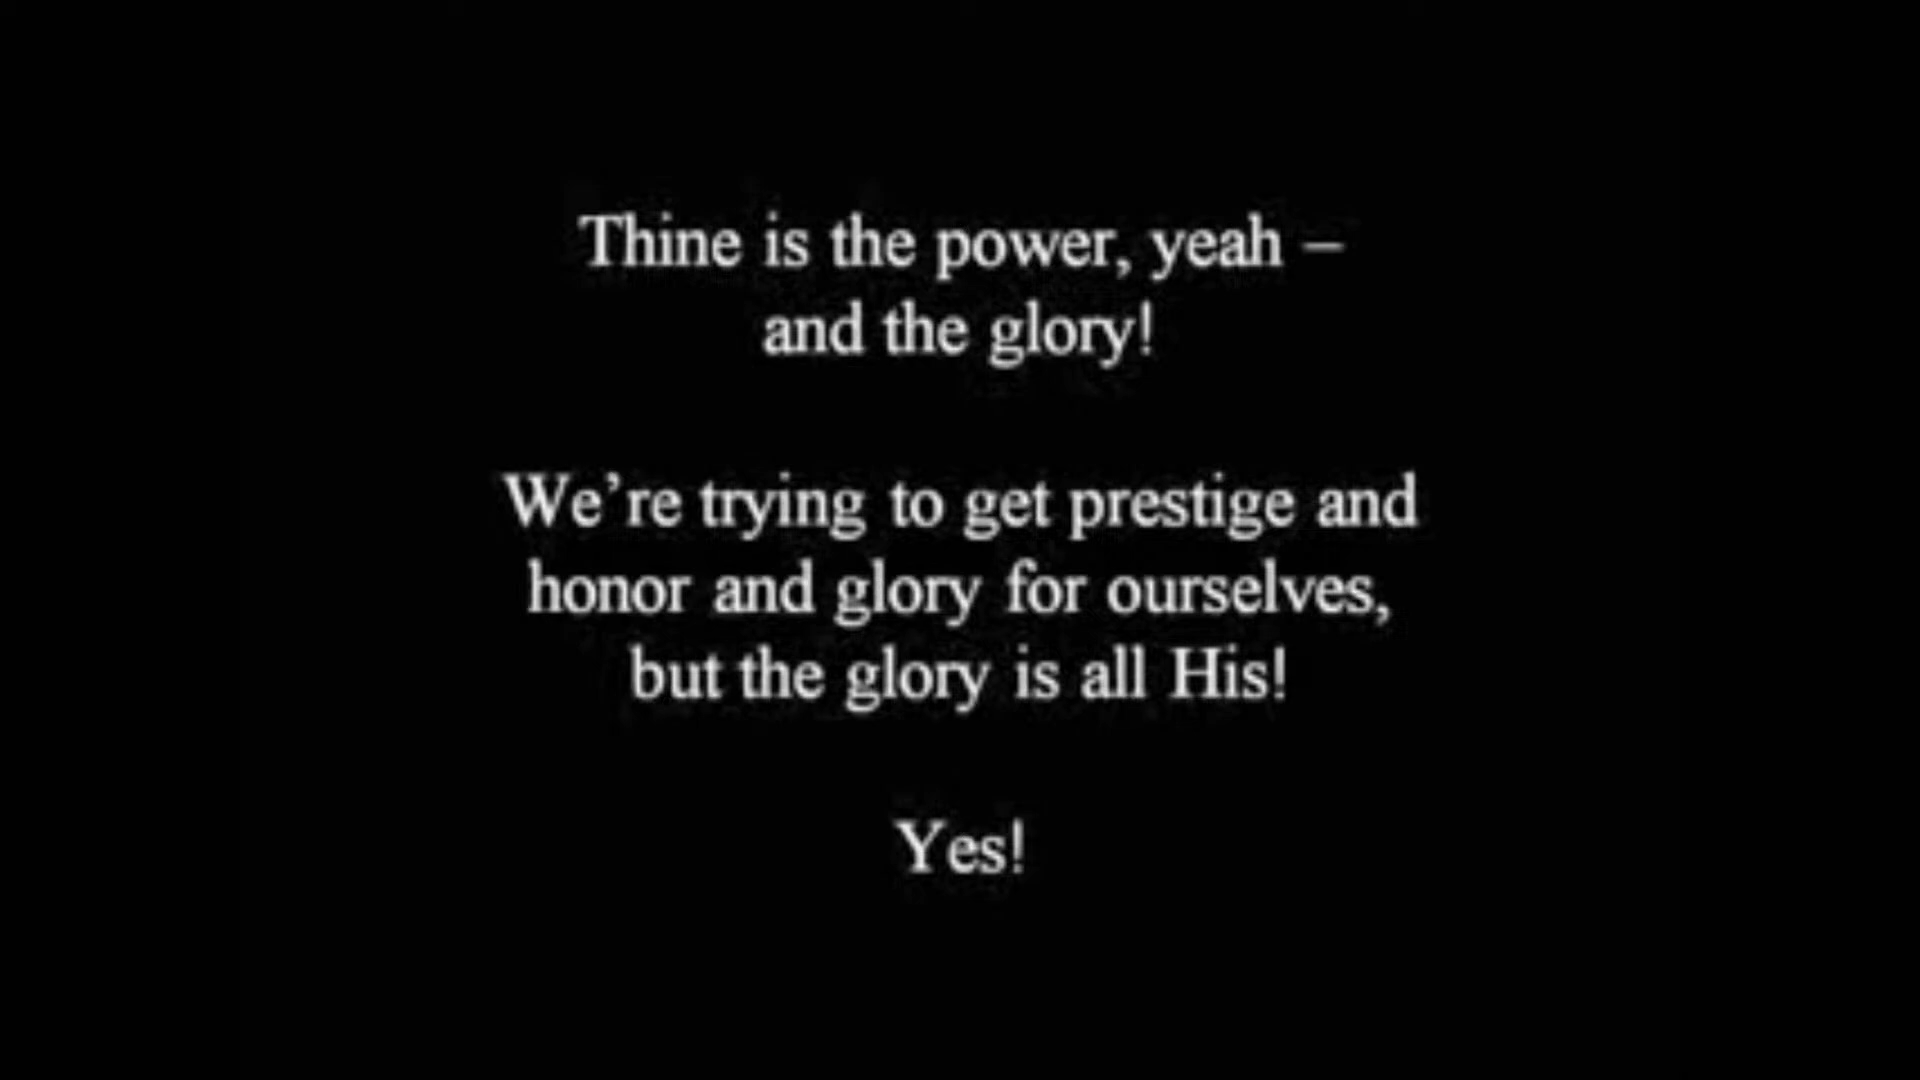 Thine is the power, yeah –
and the glory!
We’re trying to get prestige and
honor and glory for ourselves,
but the glory is all His!
Yes!